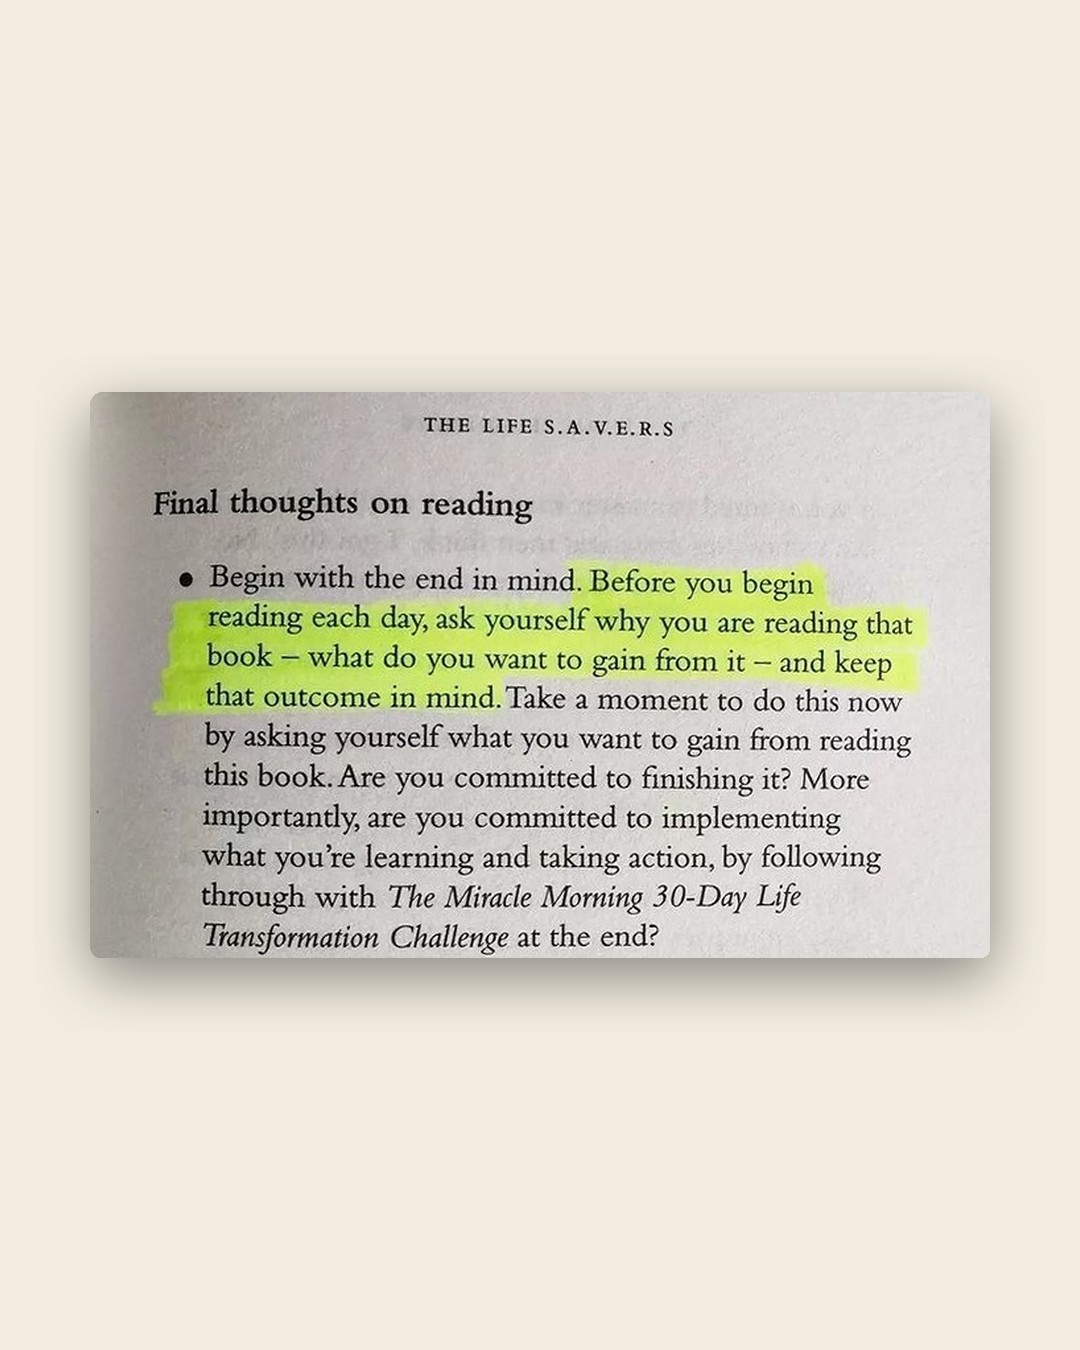 THE LIFE S.A.V.E.R.S
Final thoughts on reading
• Begin with the end in mind. Before you begin
reading each day, ask yourself why you are reading that
book – what do you want to gain from it – and keep
that outcome in mind. Take a moment to do this now
by asking yourself what you want to gain from reading
this book. Are you committed to finishing it? More
importantly, are you committed to implementing
what you’re learning and taking action, by following
through with The Miracle Morning 30-Day Life
Transformation Challenge at the end?